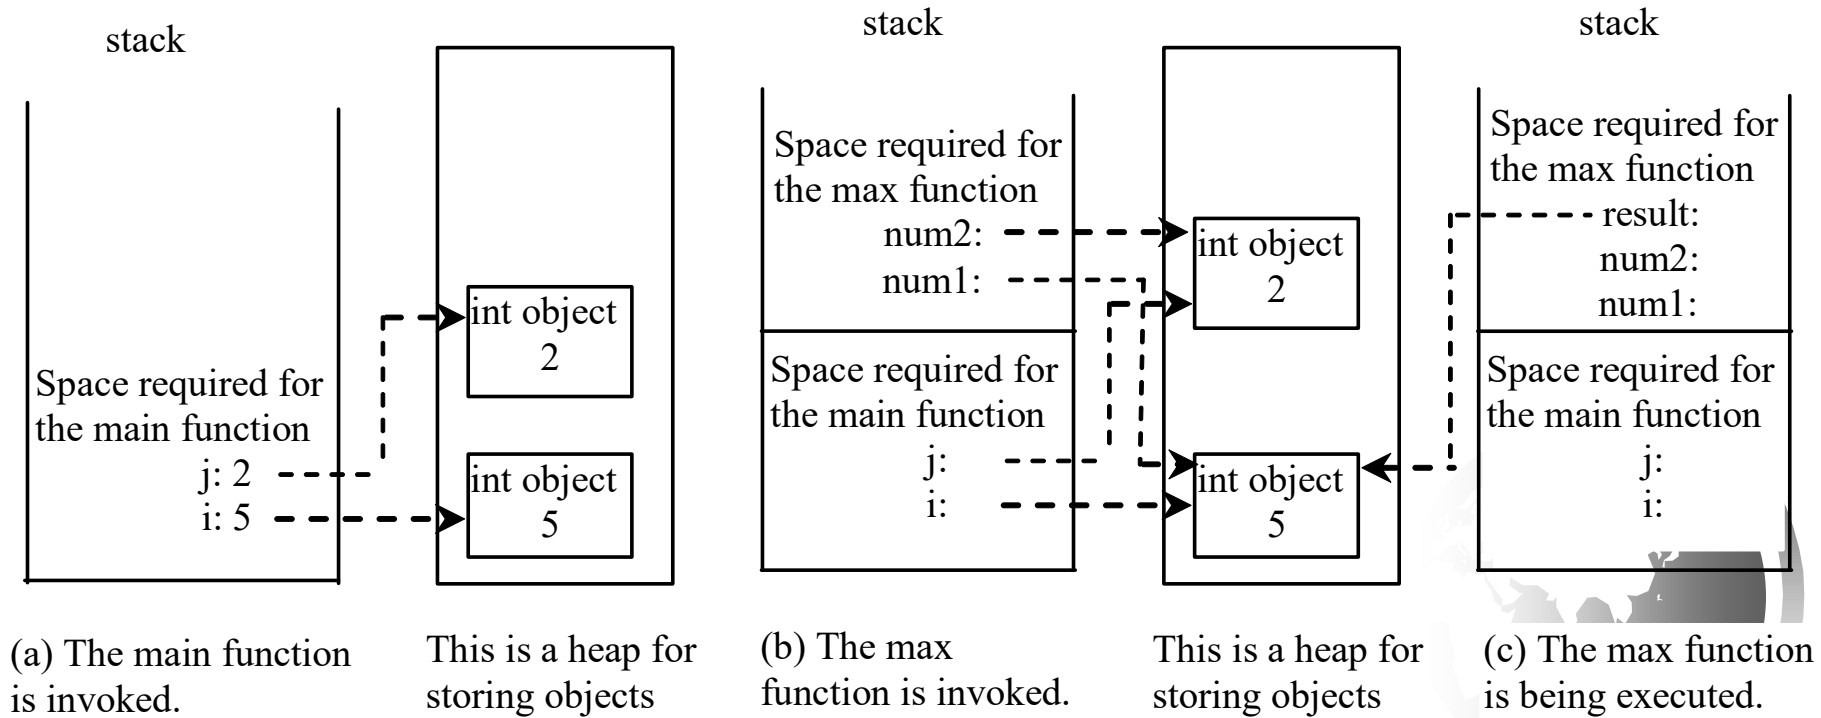 stack
Space required for
the main function
j: 2
i: 5
int object
2
int object
5
(a) The main function
is invoked.
This is a heap for
storing objects
stack
Space required for
the max function
num2:
num1:
Space required for
the main function
j:
i:
int object
2
int object
5
(b) The max
function is invoked.
This is a heap for
storing objects
stack
Space required for
the max function
result:
num2:
num1:
Space required for
the main function
j:
i:
(c) The max function
is being executed.